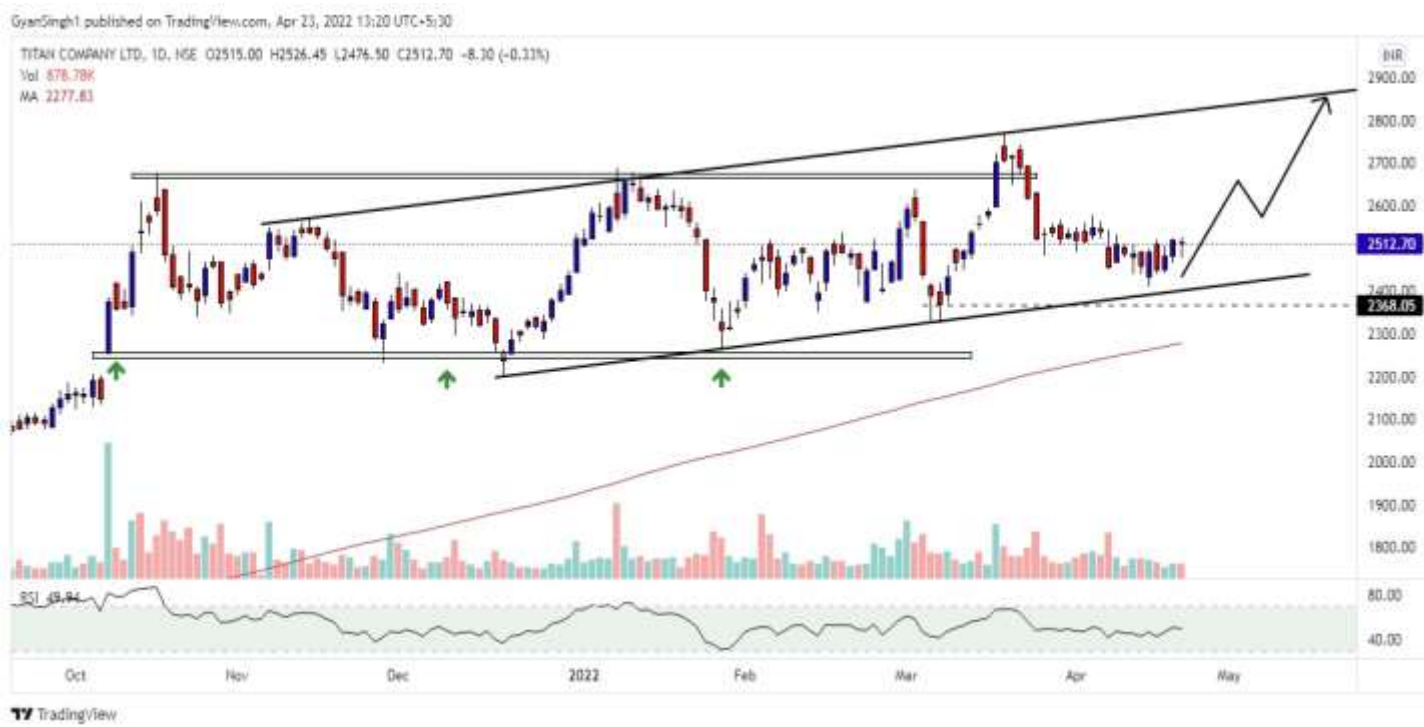 GyanSingh1 published on TradingView.com, Apr 23, 2022 13:20 UTC+5:30
TITAN COMPANY LTD, 1D, NSE O2515.00 H2526.45 L2476.50 C2512.70 -8.30 (-0.33%)
Vol 678.78K
MA 2277.83
INR
2900.00
2800.00
2700.00
2600.00
2512.70
2400.00
2368.05
2300.00
2200.00
2100.00
2000.00
1900.00
1800.00
RSI 49.94
80.00
40.00
Oct Nov Dec 2022 Feb Mar Apr May
TradingView